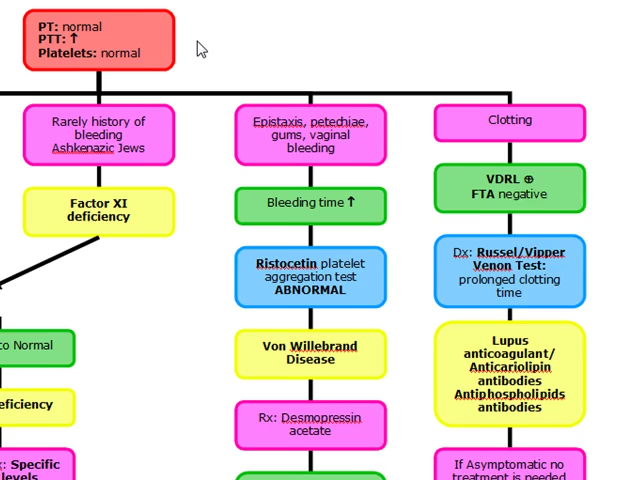 PT: normal
PTT: ↑
Platelets: normal
Rarely history of
bleeding
Ashkenazic Jews
Factor XI
deficiency
to Normal
eficiency
x: Specific
levels
Epistaxis, petechiae,
gums, vaginal
bleeding
Bleeding time ↑
Ristocetin platelet
aggregation test
ABNORMAL
Von Willebrand
Disease
Rx: Desmopressin
acetate
Clotting
VDRL ⊕
FTA negative
Dx: Russel/Vipper
Venon Test:
prolonged clotting
time
Lupus
anticoagulant/
Anticariolipin
antibodies
Antiphospholipids
antibodies
If Asymptomatic no
treatment is needed